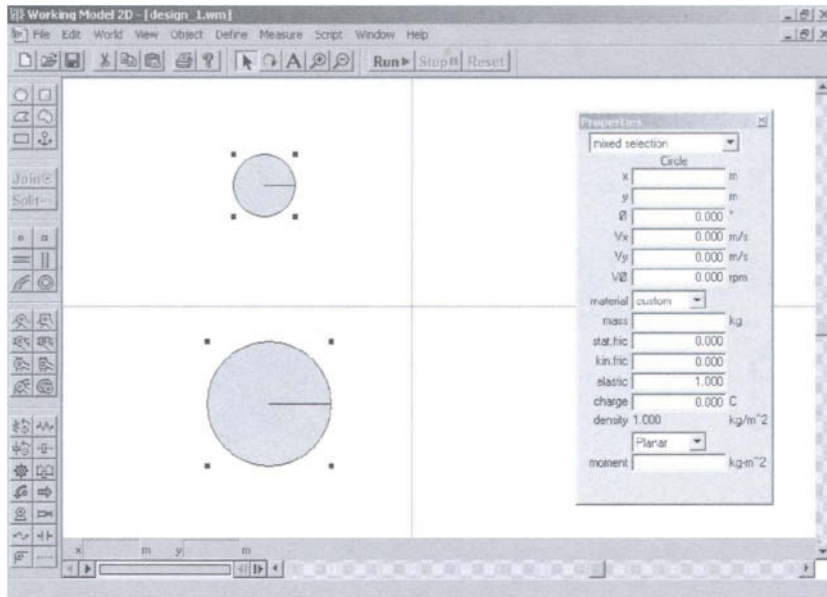 Working Model 2D - [design_1.wm]
File Edit World View Object Define Measure Script Window Help
A Run Stop Reset
Join
Split
Properties
mixed selection
Circle
x m
y m
Ø 0.000 °
Vx 0.000 m/s
Vy 0.000 m/s
VØ 0.000 rpm
material custom
mass kg
stat.fric 0.000
kin.fric 0.000
elastic 1.000
charge 0.000 C
density 1.000 kg/m^2
Planar
moment kg-m^2
x m y m